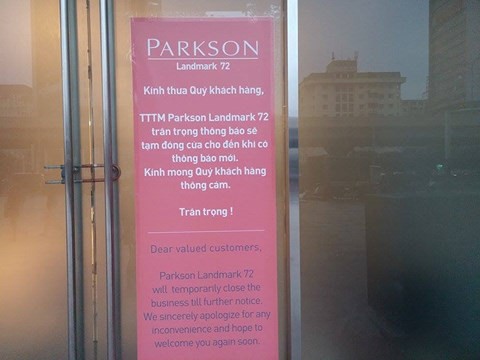 PARKSON
Landmark 72
Kính thưa Quý khách hàng,
TTTM Parkson Landmark 72
trân trọng thông báo sẽ
tạm đóng cửa cho đến khi có
thông báo mới.
Kính mong Quý khách hàng
thông cảm.
Trân trọng !
Dear valued customers,
Parkson Landmark 72
will temporarily close the
business till further notice.
We sincerely apologize for any
inconvenience and hope to
welcome you again soon.